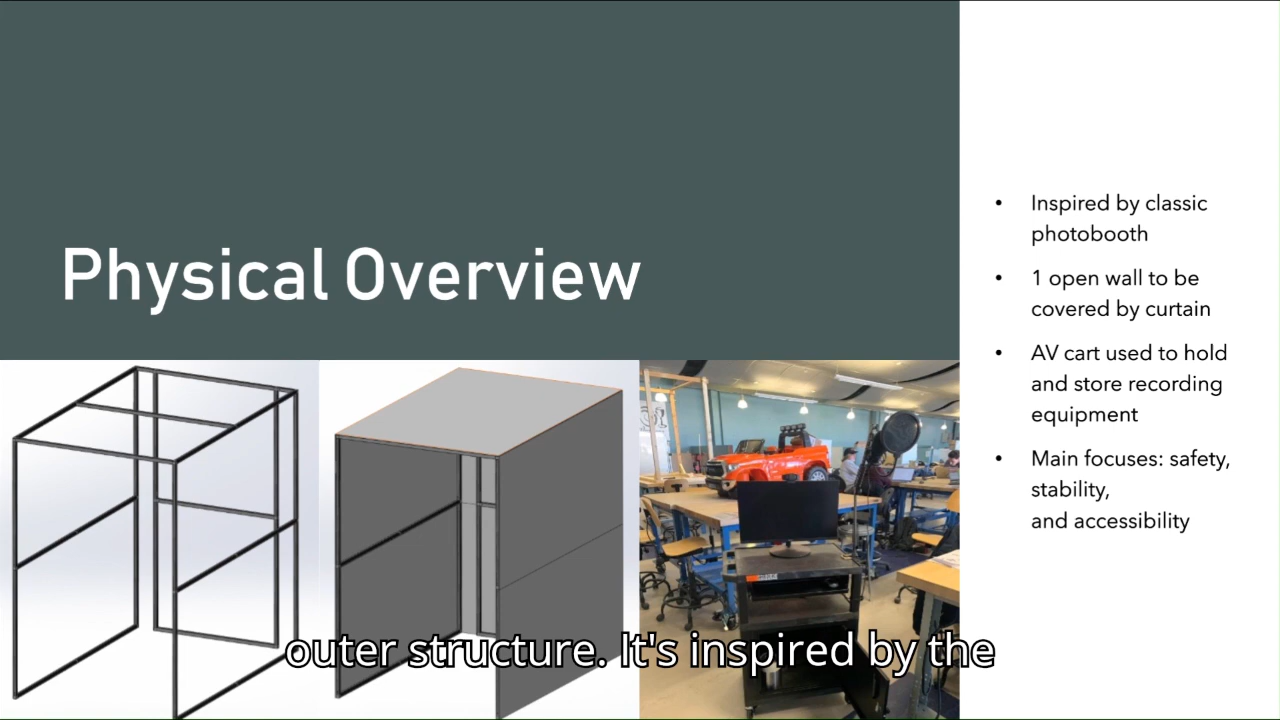 Physical Overview
• Inspired by classic
photobooth
• 1 open wall to be
covered by curtain
• AV cart used to hold
and store recording
equipment
• Main focuses: safety,
stability,
and accessibility
outer structure. It's inspired by the